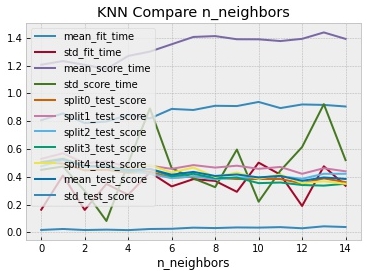 KNN Compare n_neighbors
1.4
1.2
1.0
0.8
0.6
0.4
0.2
0.0
mean_fit_time
std_fit_time
mean_score_time
std_score_time
split0_test_score
split1_test_score
split2_test_score
split3_test_score
split4_test_score
mean_test_score
std_test_score
0 2 4 6 8 10 12 14
n_neighbors